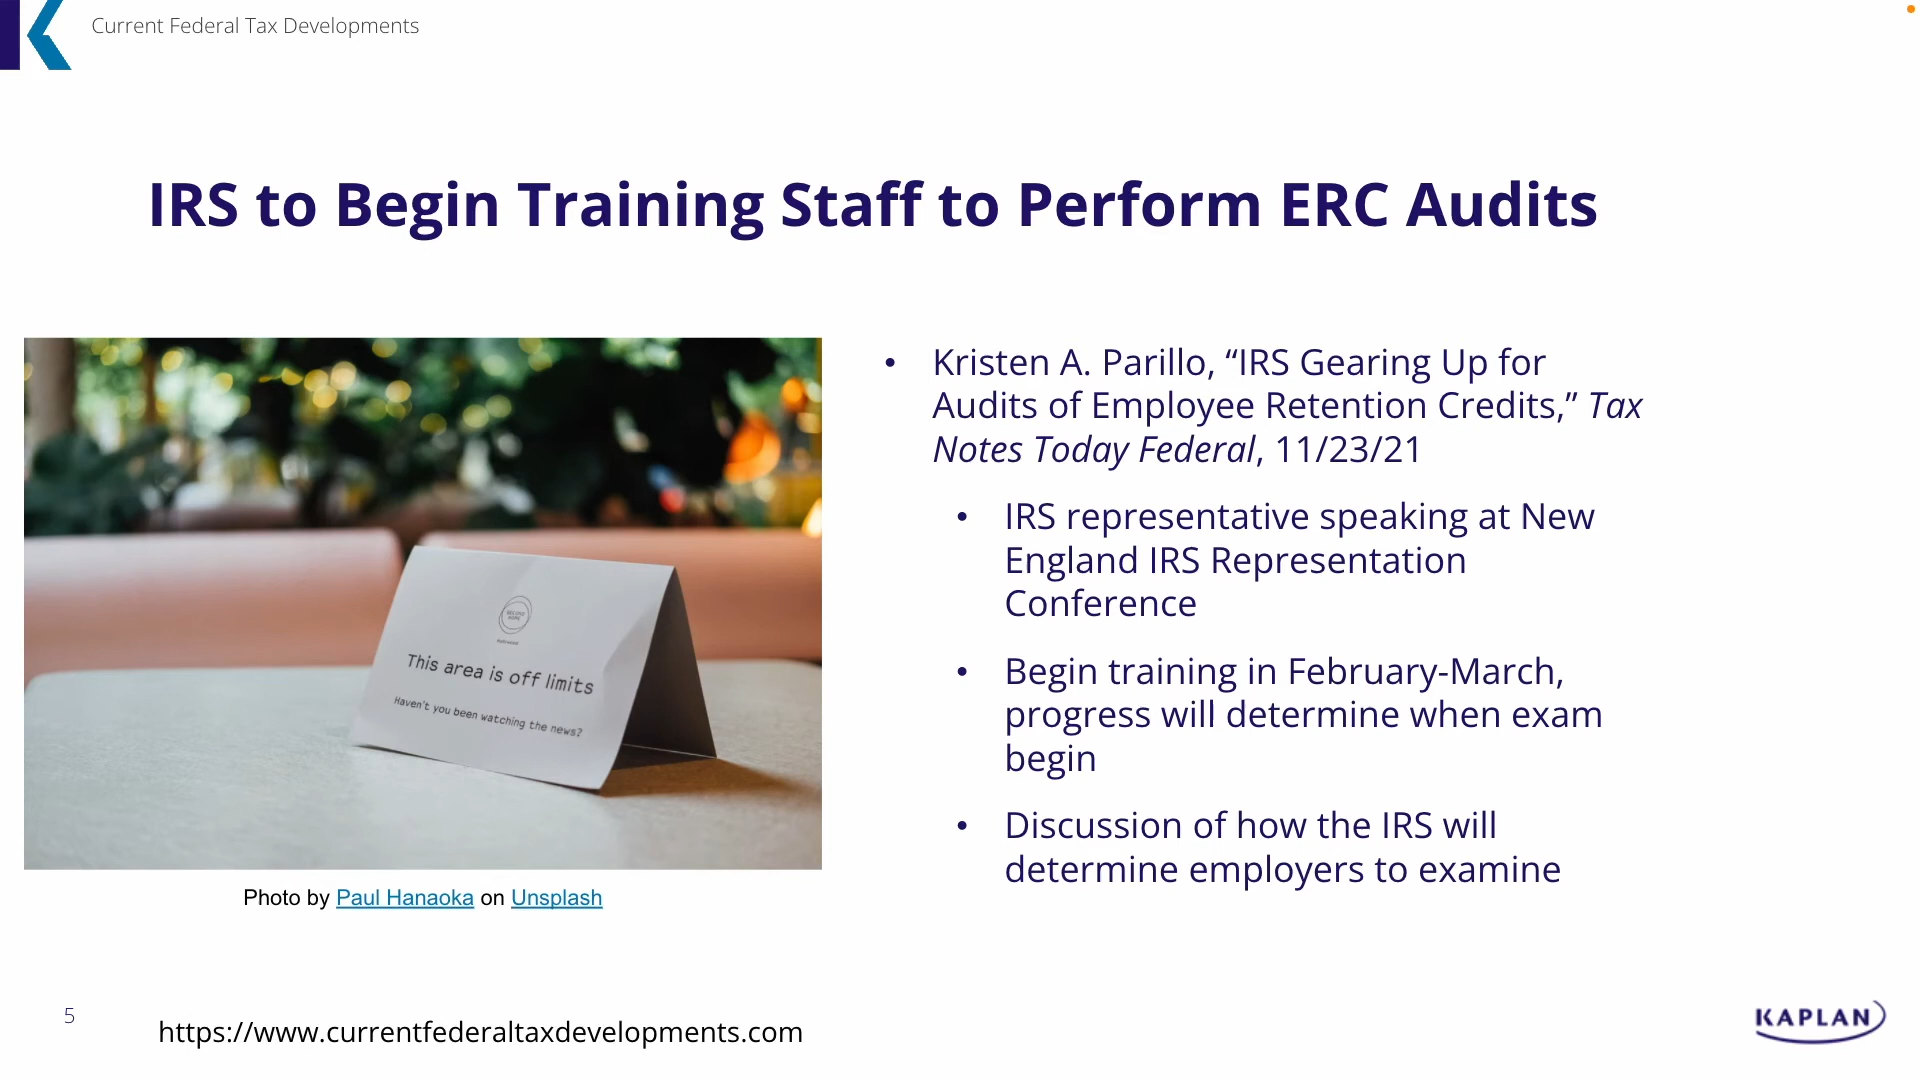 Current Federal Tax Developments
IRS to Begin Training Staff to Perform ERC Audits
This area is off limits
Haven't you been watching the news?
Photo by Paul Hanaoka on Unsplash
• Kristen A. Parillo, “IRS Gearing Up for
Audits of Employee Retention Credits,” Tax
Notes Today Federal, 11/23/21
• IRS representative speaking at New
England IRS Representation
Conference
• Begin training in February-March,
progress will determine when exam
begin
• Discussion of how the IRS will
determine employers to examine
5
https://www.currentfederaltaxdevelopments.com
KAPLAN